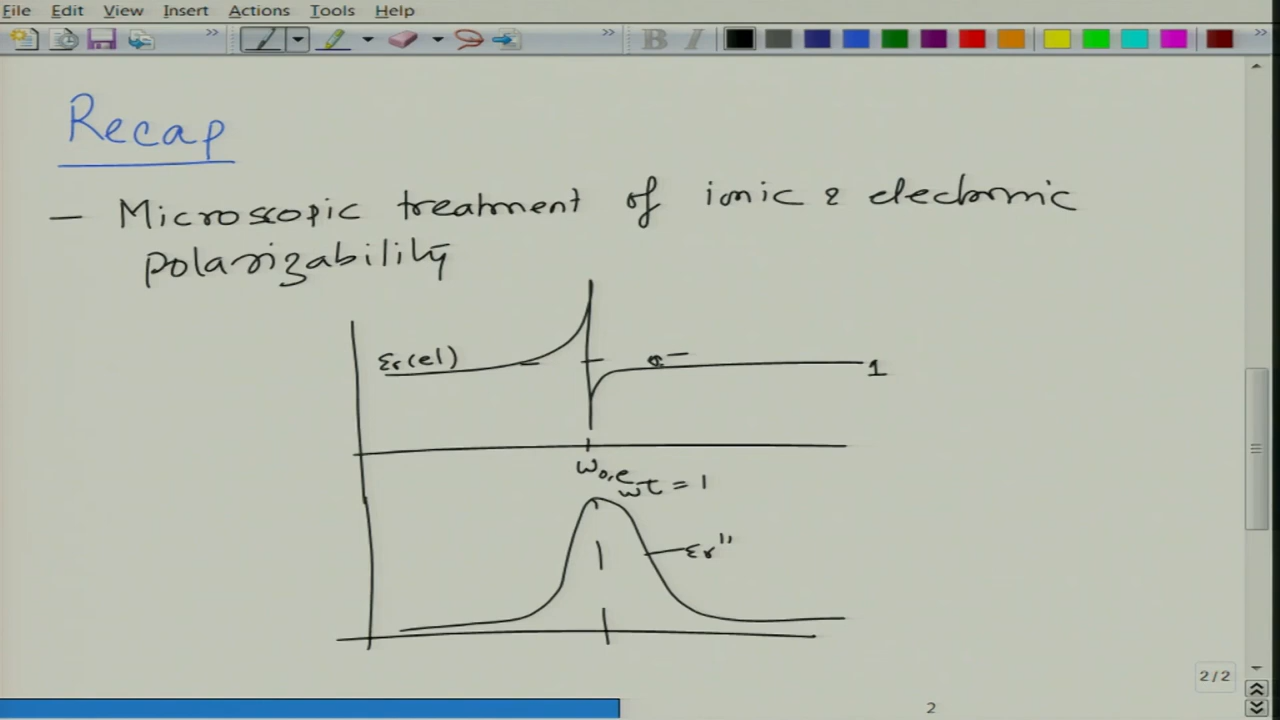 File Edit View Insert Actions Tools Help
B I
Recap
— Microscopic treatment of ionic & electronic
polarizability
εr(el)
1
ω0,e
ωτ = 1
εr"
2/2
2